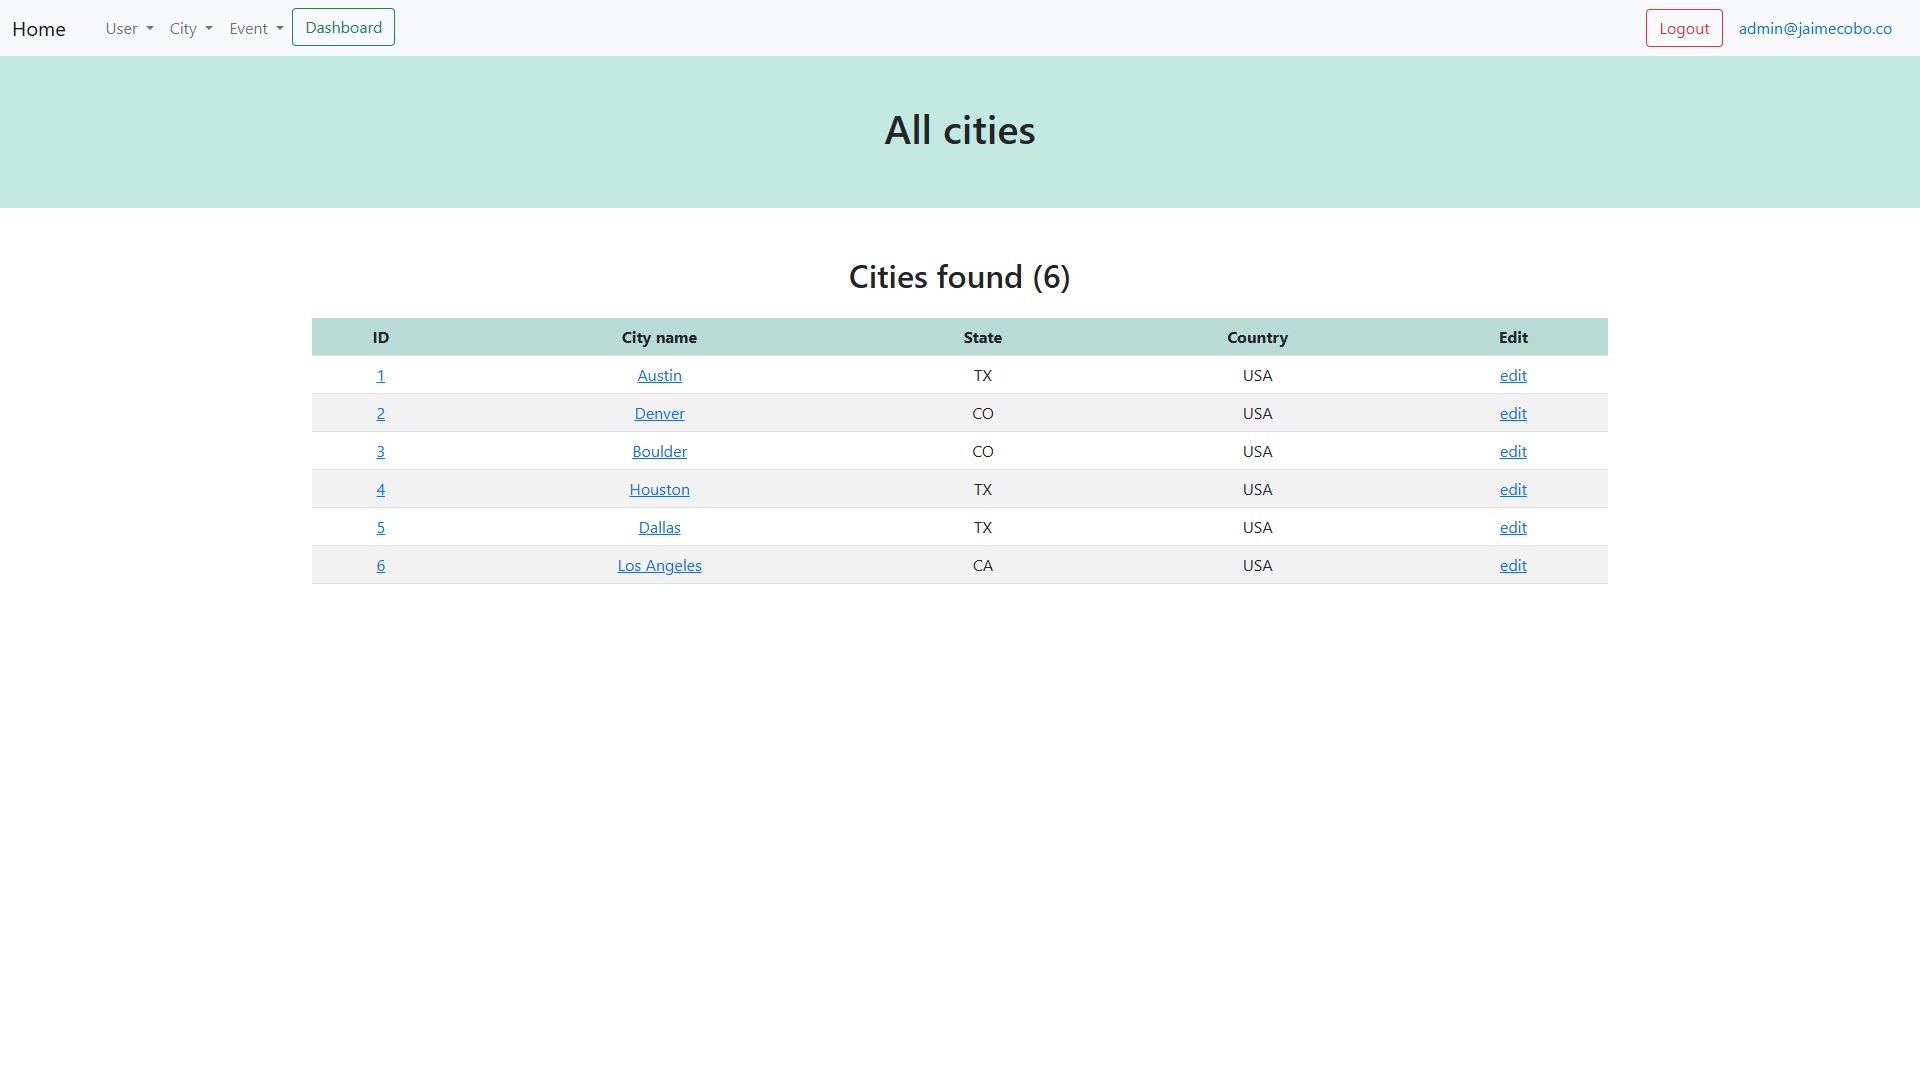 Home User City Event Dashboard Logout admin@jaimecobo.co
All cities
Cities found (6)
ID City name State Country Edit
1 Austin TX USA edit
2 Denver CO USA edit
3 Boulder CO USA edit
4 Houston TX USA edit
5 Dallas TX USA edit
6 Los Angeles CA USA edit